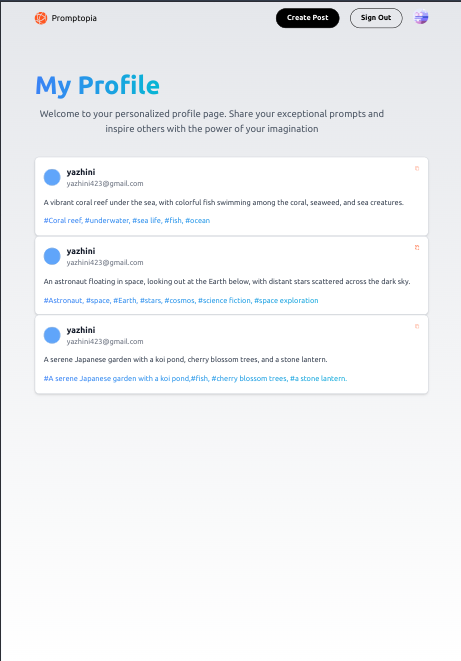 Promptopia
Create Post
Sign Out
My Profile
Welcome to your personalized profile page. Share your exceptional prompts and
inspire others with the power of your imagination
yazhini
yazhini423@gmail.com
A vibrant coral reef under the sea, with colorful fish swimming among the coral, seaweed, and sea creatures.
#Coral reef, #underwater, #sea life, #fish, #ocean
yazhini
yazhini423@gmail.com
An astronaut floating in space, looking out at the Earth below, with distant stars scattered across the dark sky.
#Astronaut, #space, #Earth, #stars, #cosmos, #science fiction, #space exploration
yazhini
yazhini423@gmail.com
A serene Japanese garden with a koi pond, cherry blossom trees, and a stone lantern.
#A serene Japanese garden with a koi pond,#fish, #cherry blossom trees, #a stone lantern.